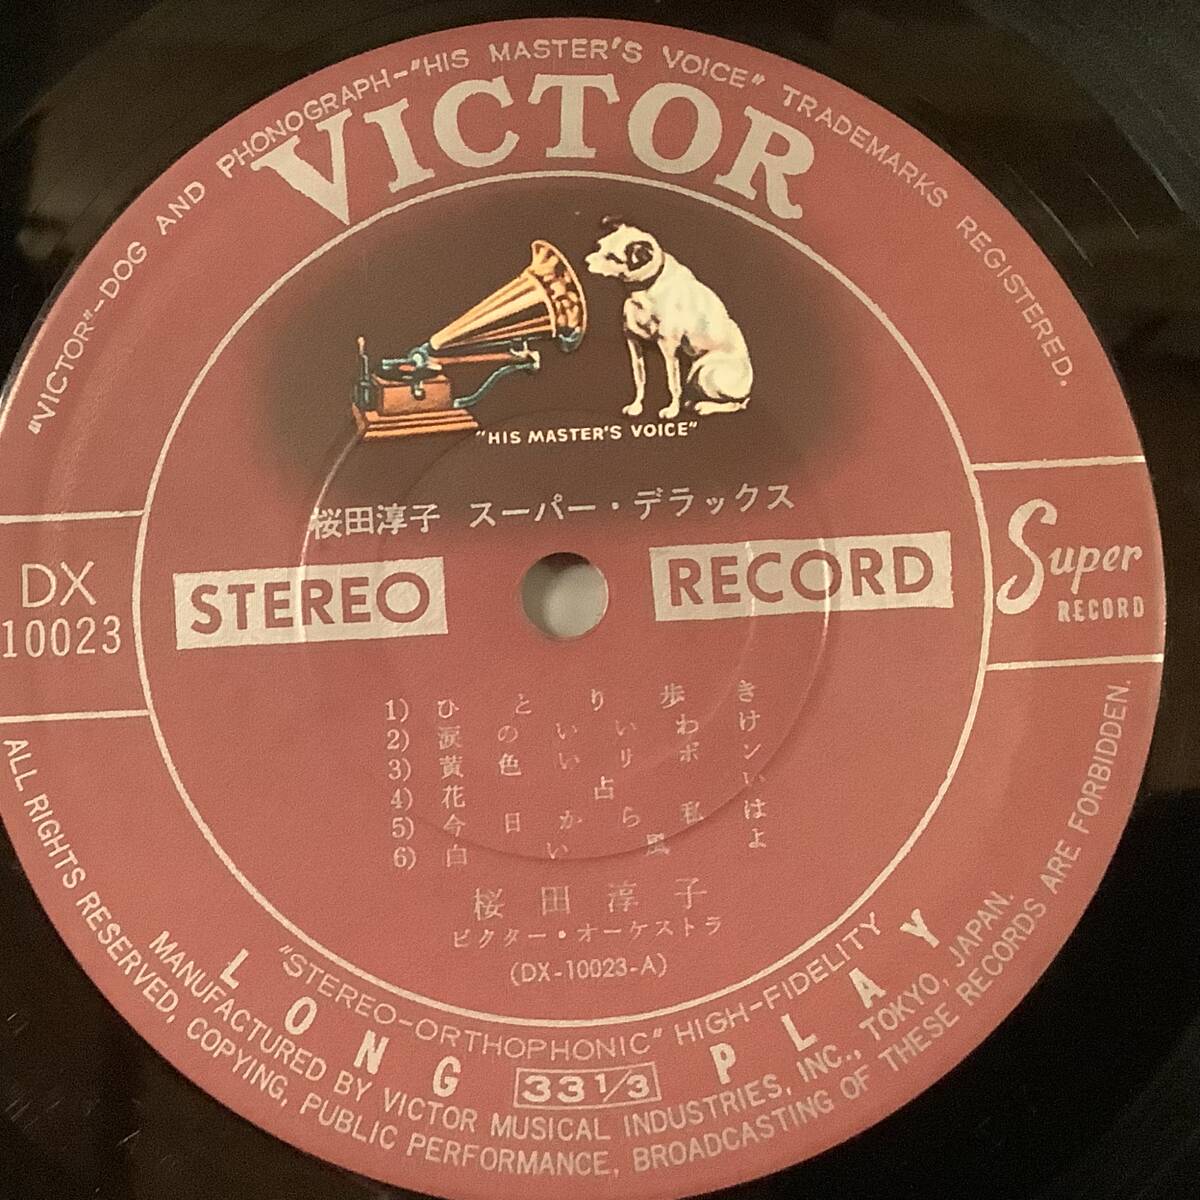 "VICTOR"-DOG AND PHONOGRAPH-"HIS MASTER'S VOICE" TRADEMARKS REGISTERED.
VICTOR
"HIS MASTER'S VOICE"
桜田淳子 スーパー・デラックス
STEREO RECORD
DX
10023
Super
RECORD
1) ひとり歩き
2) 涙のいいわけ
3) 黄色いリボン
4) 花占い
5) 今日から私は
6) 白い風よ
桜田淳子
ビクター・オーケストラ
(DX-10023-A)
"STEREO-ORTHOPHONIC" HIGH-FIDELITY
LONG 33 1/3 PLAY
MANUFACTURED BY VICTOR MUSICAL INDUSTRIES, INC., TOKYO, JAPAN.
ALL RIGHTS RESERVED, COPYING, PUBLIC PERFORMANCE, BROADCASTING OF THESE RECORDS ARE FORBIDDEN.